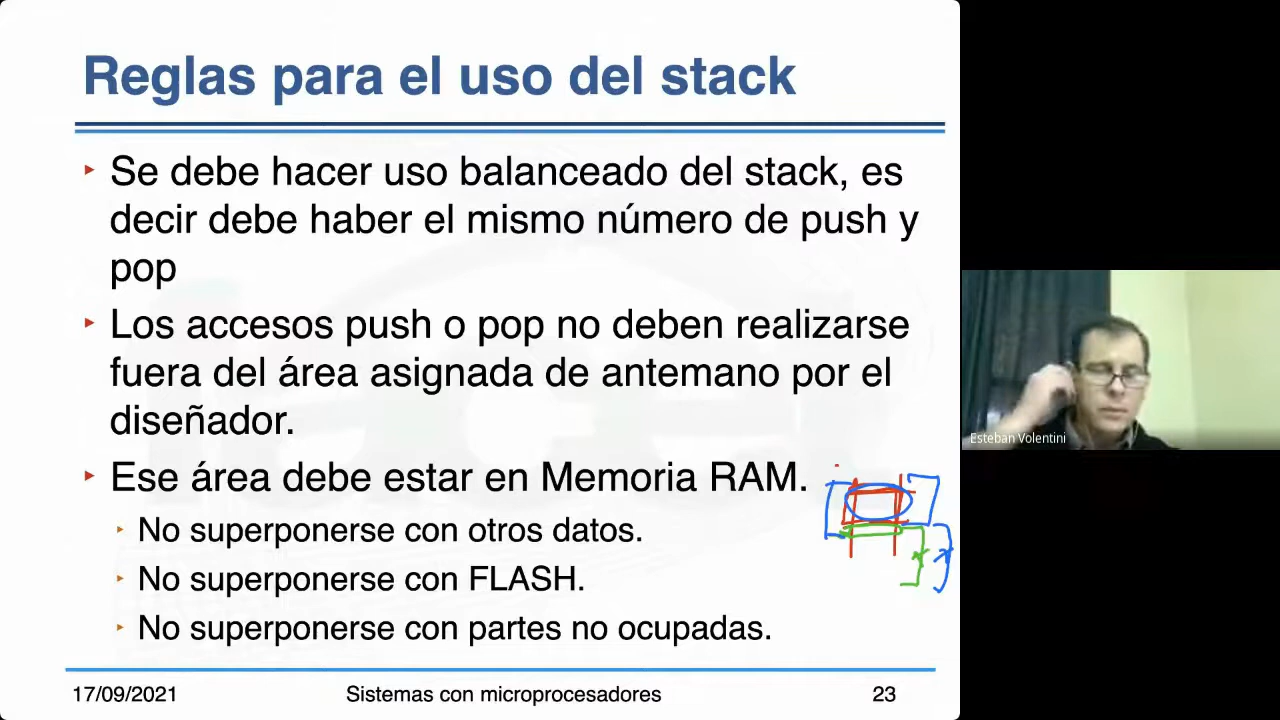 Reglas para el uso del stack
Se debe hacer uso balanceado del stack, es
decir debe haber el mismo número de push y
pop
Los accesos push o pop no deben realizarse
fuera del área asignada de antemano por el
diseñador.
Ese área debe estar en Memoria RAM.
No superponerse con otros datos.
No superponerse con FLASH.
No superponerse con partes no ocupadas.
17/09/2021 Sistemas con microprocesadores 23
Esteban Volentini